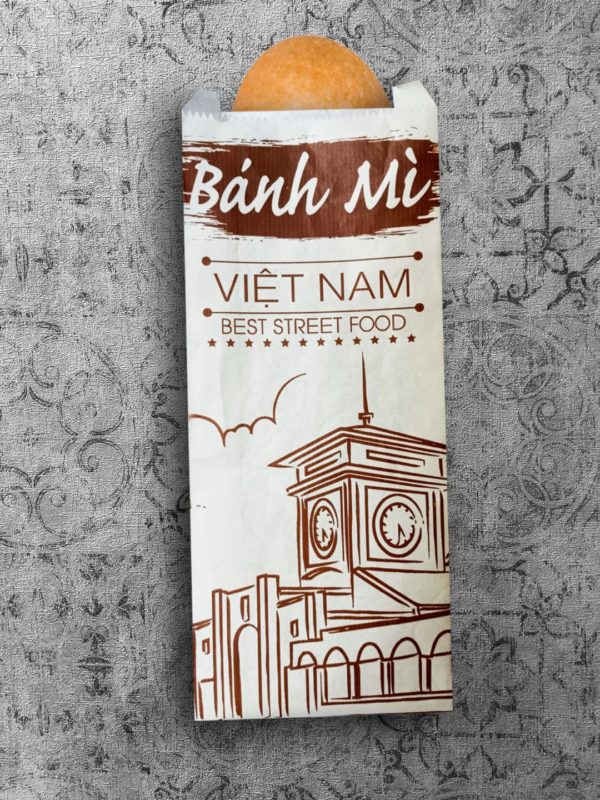 Bánh Mì
VIỆT NAM
BEST STREET FOOD